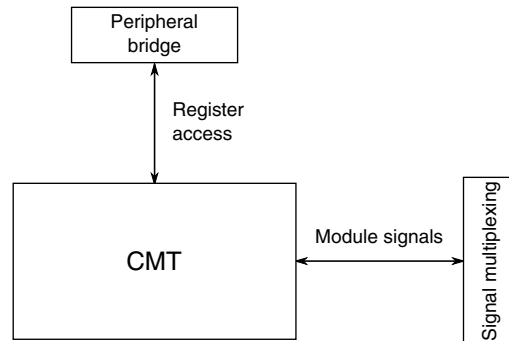 Peripheral
bridge
Register
access
CMT
Module signals
Signal multiplexing